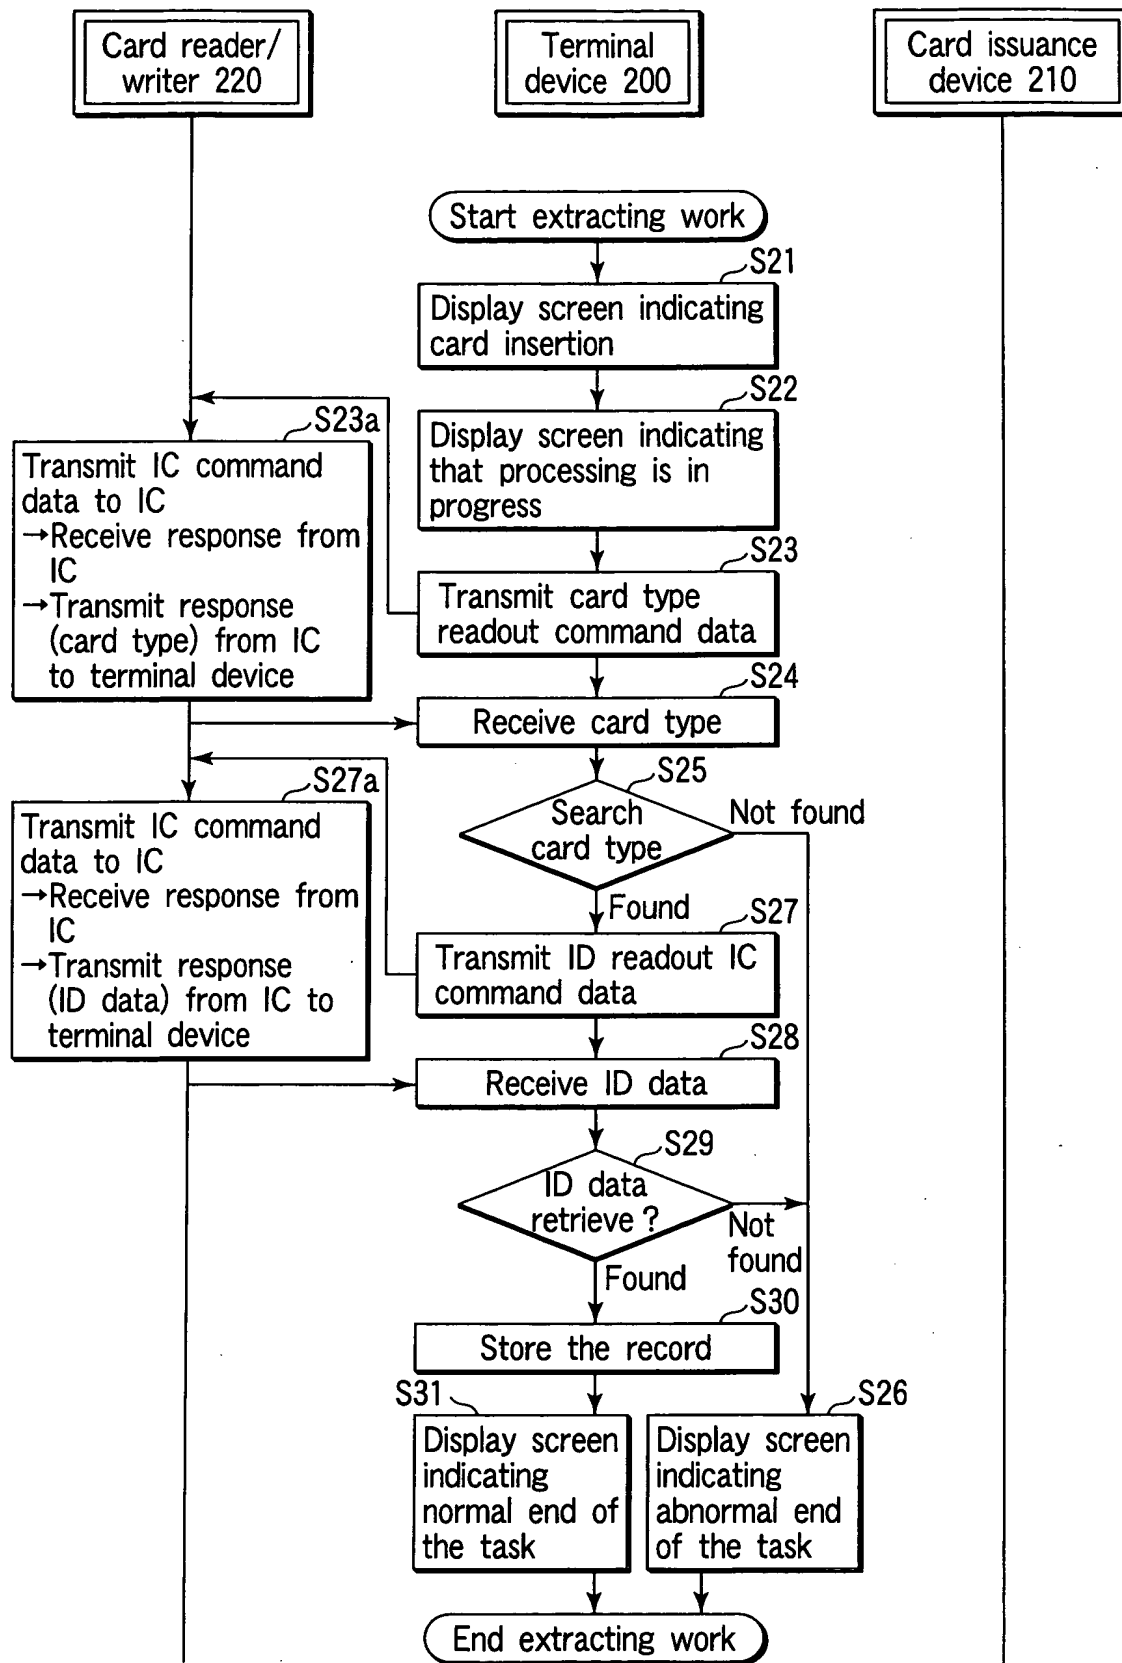 Card reader/
writer 220
Terminal
device 200
Card issuance
device 210
Start extracting work
S21
Display screen indicating
card insertion
S22
Display screen indicating
that processing is in
progress
S23a
Transmit IC command
data to IC
→Receive response from
IC
→Transmit response
(card type) from IC
to terminal device
S23
Transmit card type
readout command data
S24
Receive card type
S25
Search
card type
Not found
Found
S27a
Transmit IC command
data to IC
→Receive response from
IC
→Transmit response
(ID data) from IC to
terminal device
S27
Transmit ID readout IC
command data
S28
Receive ID data
S29
ID data
retrieve ?
Not
found
Found
S30
Store the record
S31
Display screen
indicating
normal end of
the task
S26
Display screen
indicating
abnormal end
of the task
End extracting work